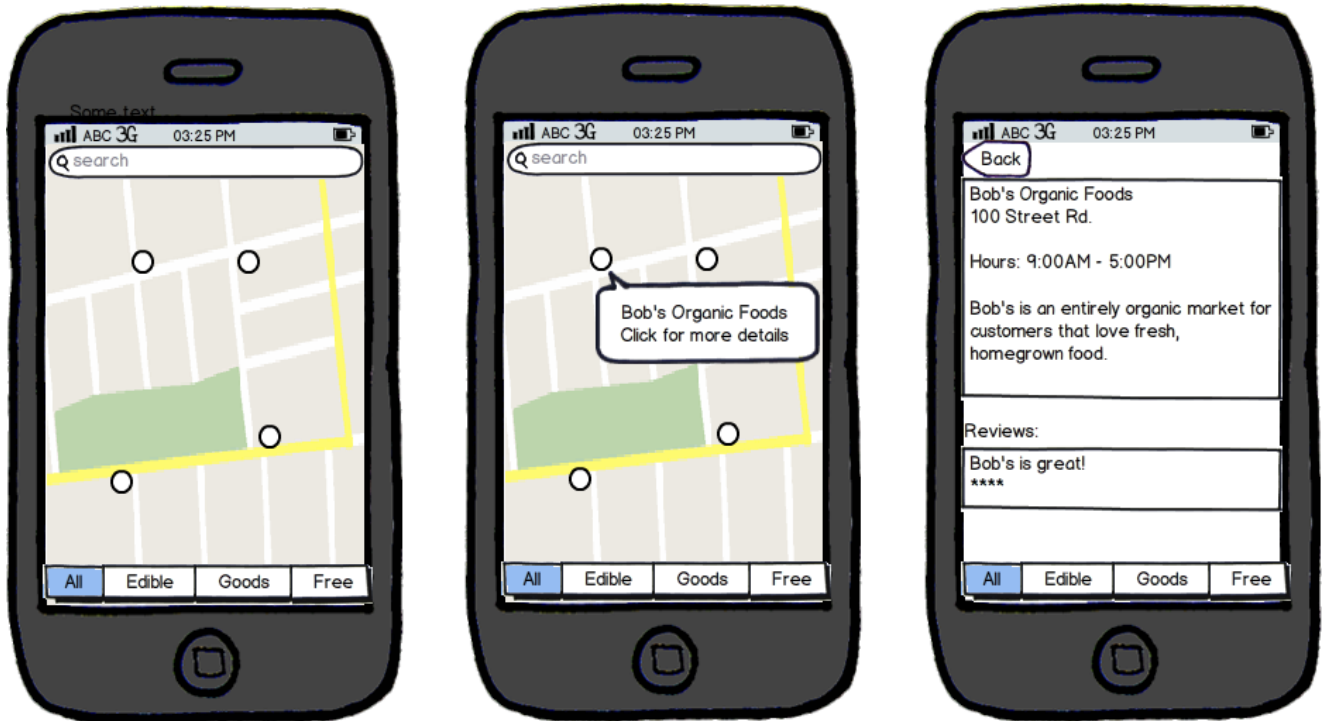 Some text
ABC 3G 03:25 PM
search
All Edible Goods Free
ABC 3G 03:25 PM
search
Bob's Organic Foods
Click for more details
All Edible Goods Free
ABC 3G 03:25 PM
Back
Bob's Organic Foods
100 Street Rd.
Hours: 9:00AM - 5:00PM
Bob's is an entirely organic market for
customers that love fresh,
homegrown food.
Reviews:
Bob's is great!
****
All Edible Goods Free